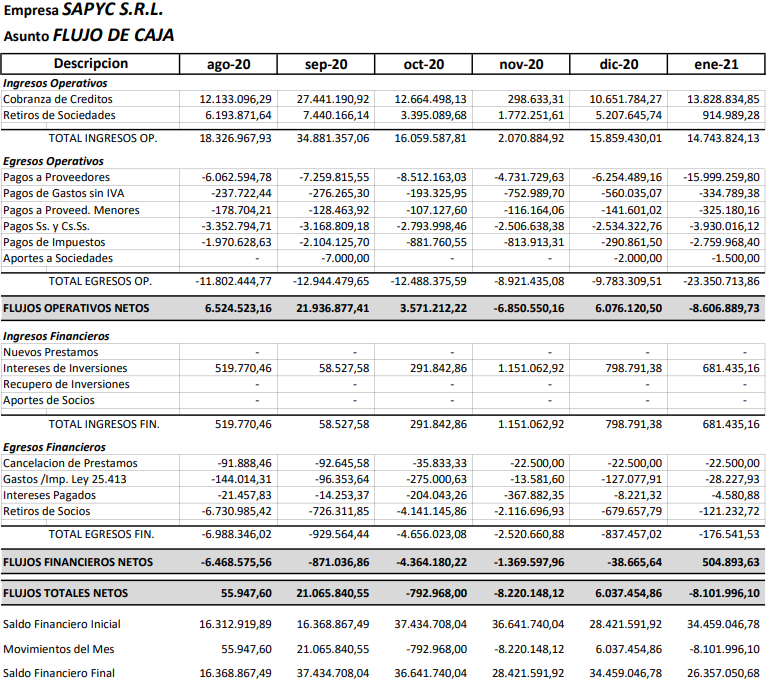 Empresa SAPYC S.R.L.
Asunto FLUJO DE CAJA
Descripcion ago-20 sep-20 oct-20 nov-20 dic-20 ene-21
Ingresos Operativos
Cobranza de Creditos 12.133.096,29 27.441.190,92 12.664.498,13 298.633,31 10.651.784,27 13.828.834,85
Retiros de Sociedades 6.193.871,64 7.440.166,14 3.395.089,68 1.772.251,61 5.207.645,74 914.989,28
TOTAL INGRESOS OP. 18.326.967,93 34.881.357,06 16.059.587,81 2.070.884,92 15.859.430,01 14.743.824,13
Egresos Operativos
Pagos a Proveedores -6.062.594,78 -7.259.815,55 -8.512.163,03 -4.731.729,63 -6.254.489,16 -15.999.259,80
Pagos de Gastos sin IVA -237.722,44 -276.265,30 -193.325,95 -752.989,70 -560.035,07 -334.789,38
Pagos a Proveed. Menores -178.704,21 -128.463,92 -107.127,60 -116.164,06 -141.601,02 -325.180,16
Pagos Ss. y Cs.Ss. -3.352.794,71 -3.168.809,18 -2.793.998,46 -2.506.638,38 -2.534.322,76 -3.930.016,12
Pagos de Impuestos -1.970.628,63 -2.104.125,70 -881.760,55 -813.913,31 -290.861,50 -2.759.968,40
Aportes a Sociedades - -7.000,00 - - -2.000,00 -1.500,00
TOTAL EGRESOS OP. -11.802.444,77 -12.944.479,65 -12.488.375,59 -8.921.435,08 -9.783.309,51 -23.350.713,86
FLUJOS OPERATIVOS NETOS 6.524.523,16 21.936.877,41 3.571.212,22 -6.850.550,16 6.076.120,50 -8.606.889,73
Ingresos Financieros
Nuevos Prestamos - - - - - -
Intereses de Inversiones 519.770,46 58.527,58 291.842,86 1.151.062,92 798.791,38 681.435,16
Recupero de Inversiones - - - - - -
Aportes de Socios - - - - - -
TOTAL INGRESOS FIN. 519.770,46 58.527,58 291.842,86 1.151.062,92 798.791,38 681.435,16
Egresos Financieros
Cancelacion de Prestamos -91.888,46 -92.645,58 -35.833,33 -22.500,00 -22.500,00 -22.500,00
Gastos /Imp. Ley 25.413 -144.014,31 -96.353,64 -275.000,63 -13.581,60 -127.077,91 -28.227,93
Intereses Pagados -21.457,83 -14.253,37 -204.043,26 -367.882,35 -8.221,32 -4.580,88
Retiros de Socios -6.730.985,42 -726.311,85 -4.141.145,86 -2.116.696,93 -679.657,79 -121.232,72
TOTAL EGRESOS FIN. -6.988.346,02 -929.564,44 -4.656.023,08 -2.520.660,88 -837.457,02 -176.541,53
FLUJOS FINANCIEROS NETOS -6.468.575,56 -871.036,86 -4.364.180,22 -1.369.597,96 -38.665,64 504.893,63
FLUJOS TOTALES NETOS 55.947,60 21.065.840,55 -792.968,00 -8.220.148,12 6.037.454,86 -8.101.996,10
Saldo Financiero Inicial 16.312.919,89 16.368.867,49 37.434.708,04 36.641.740,04 28.421.591,92 34.459.046,78
Movimientos del Mes 55.947,60 21.065.840,55 -792.968,00 -8.220.148,12 6.037.454,86 -8.101.996,10
Saldo Financiero Final 16.368.867,49 37.434.708,04 36.641.740,04 28.421.591,92 34.459.046,78 26.357.050,68